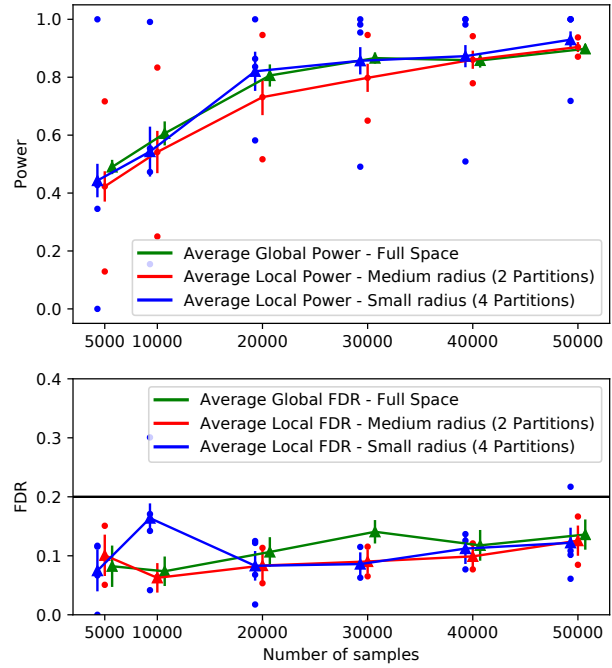 1.0
0.8
0.6
0.4
0.2
0.0
Power
Average Global Power - Full Space
Average Local Power - Medium radius (2 Partitions)
Average Local Power - Small radius (4 Partitions)
5000 10000 20000 30000 40000 50000
0.4
0.3
0.2
0.1
0.0
FDR
Average Global FDR - Full Space
Average Local FDR - Medium radius (2 Partitions)
Average Local FDR - Small radius (4 Partitions)
5000 10000 20000 30000 40000 50000
Number of samples